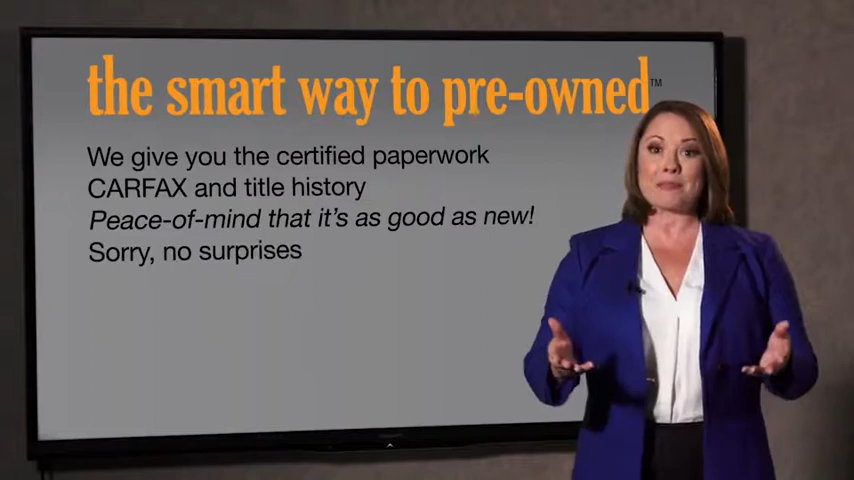 the smart way to pre-owned™
We give you the certified paperwork
CARFAX and title history
Peace-of-mind that it's as good as new!
Sorry, no surprises